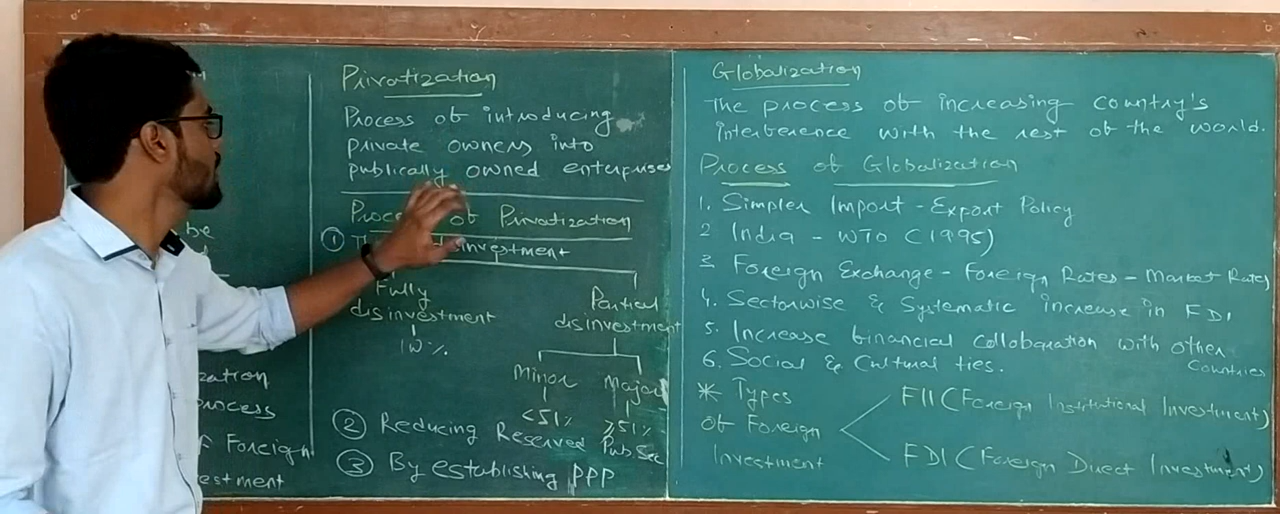 be
zation
process
Foreign
estment
Privatization
Process of introducing
private owners into
publically owned enterprises
Process of Privatization
① disinvestment
Fully
disinvestment
Partial
disinvestment
Minor
Major
<51%
≥51%
② Reducing Reserved Pub. Sec
③ By establishing PPP
Globalization
The process of increasing country's
interference with the rest of the world.
Process of Globalization
1. Simpler Import - Export Policy
2 India - WTO (1995)
3 Foreign Exchange - Foreign Rates - Market Rates
4. Sectorwise & Systematic increase in FDI
5. Increase financial collobaration with other
Countries
6. Social & Cultural ties.
* Types
of Foreign
Investment
FII (Foreign Institutional Investment)
FDI (Foreign Direct Investment)